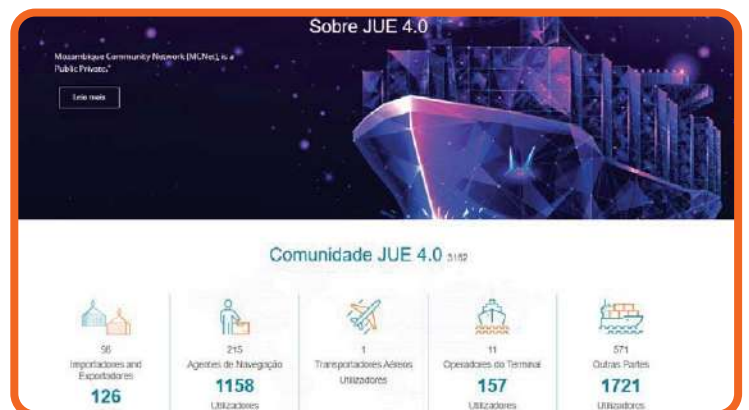 Sobre JUE 4.0
Mozambique Community Network (MCNet), is a
Public Private."
Leia mais
Comunidade JUE 4.0 3162
56
Importadores and
Exportadores
126
215
Agentes de Navegação
1158
Utilizadores
1
Transportadores Aéreos
Utilizadores
11
Operadores do Terminal
157
Utilizadores
571
Outras Partes
1721
Utilizadores